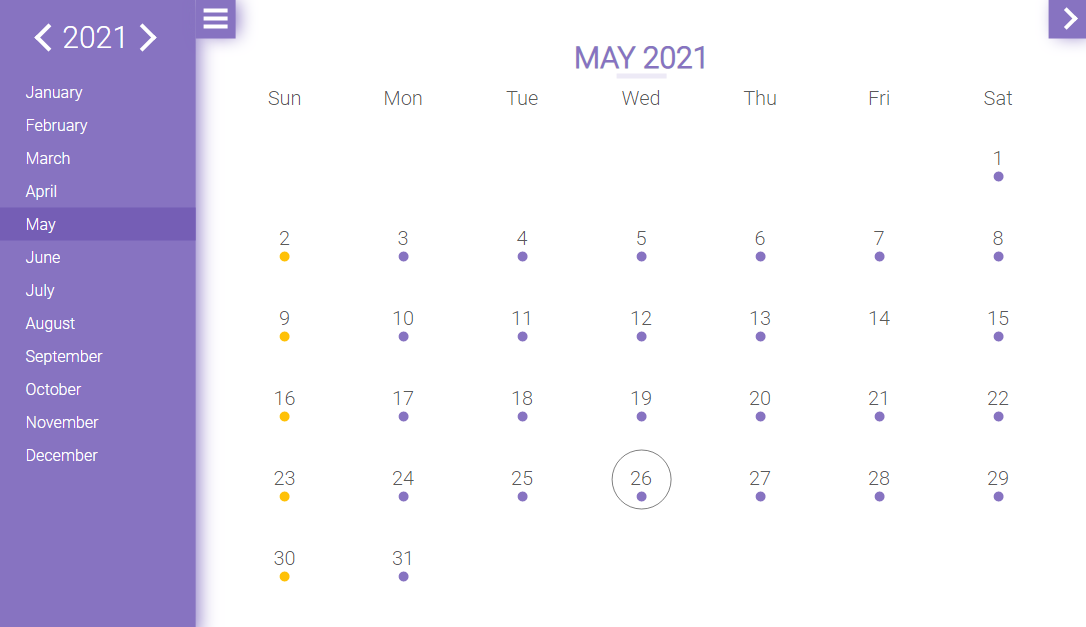 2021
January
February
March
April
May
June
July
August
September
October
November
December
MAY 2021
Sun Mon Tue Wed Thu Fri Sat
1
2 3 4 5 6 7 8
9 10 11 12 13 14 15
16 17 18 19 20 21 22
23 24 25 26 27 28 29
30 31